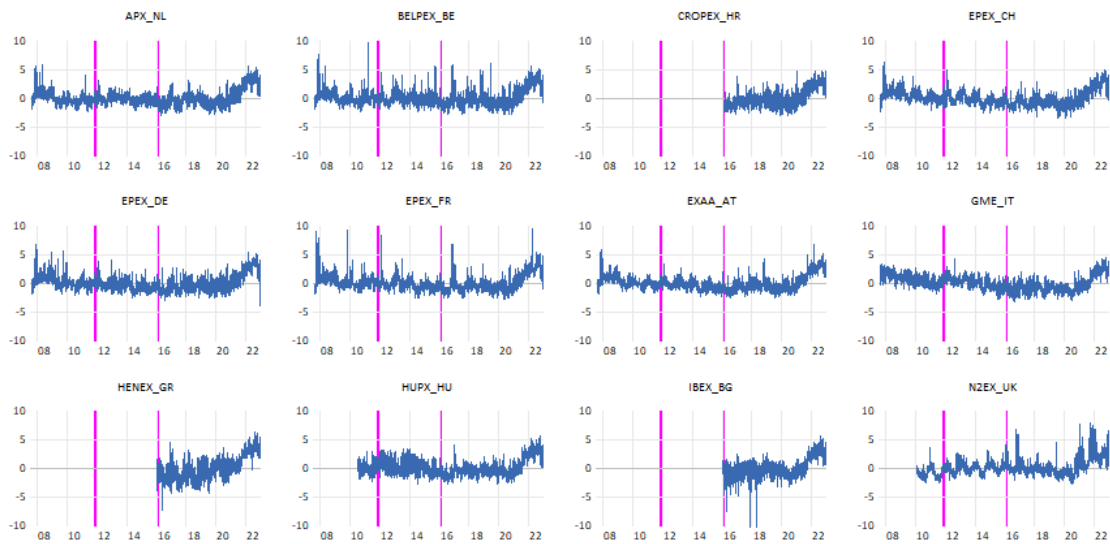 APX_NL BELPEX_BE CROPEX_HR EPEX_CH
10 10 10 10
5 5 5 5
0 0 0 0
-5 -5 -5 -5
-10 -10 -10 -10
08 10 12 14 16 18 20 22 08 10 12 14 16 18 20 22 08 10 12 14 16 18 20 22 08 10 12 14 16 18 20 22
EPEX_DE EPEX_FR EXAA_AT GME_IT
10 10 10 10
5 5 5 5
0 0 0 0
-5 -5 -5 -5
-10 -10 -10 -10
08 10 12 14 16 18 20 22 08 10 12 14 16 18 20 22 08 10 12 14 16 18 20 22 08 10 12 14 16 18 20 22
HENEX_GR HUPX_HU IBEX_BG N2EX_UK
10 10 10 10
5 5 5 5
0 0 0 0
-5 -5 -5 -5
-10 -10 -10 -10
08 10 12 14 16 18 20 22 08 10 12 14 16 18 20 22 08 10 12 14 16 18 20 22 08 10 12 14 16 18 20 22